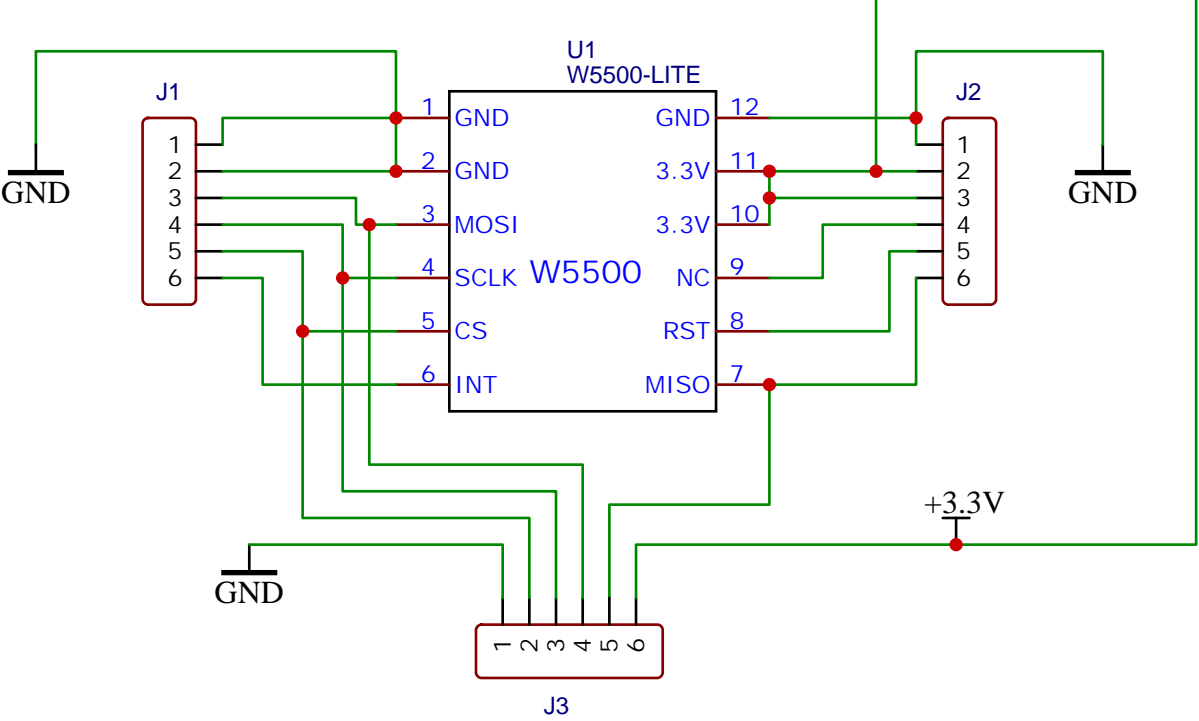 U1
W5500-LITE
J1
J2
1 GND
GND 12
2 GND
3.3V 11
3 MOSI
3.3V 10
4 SCLK
W5500
NC 9
5 CS
RST 8
6 INT
MISO 7
1
2
3
4
5
6
1
2
3
4
5
6
GND
GND
+3.3V
GND
1 2 3 4 5 6
J3